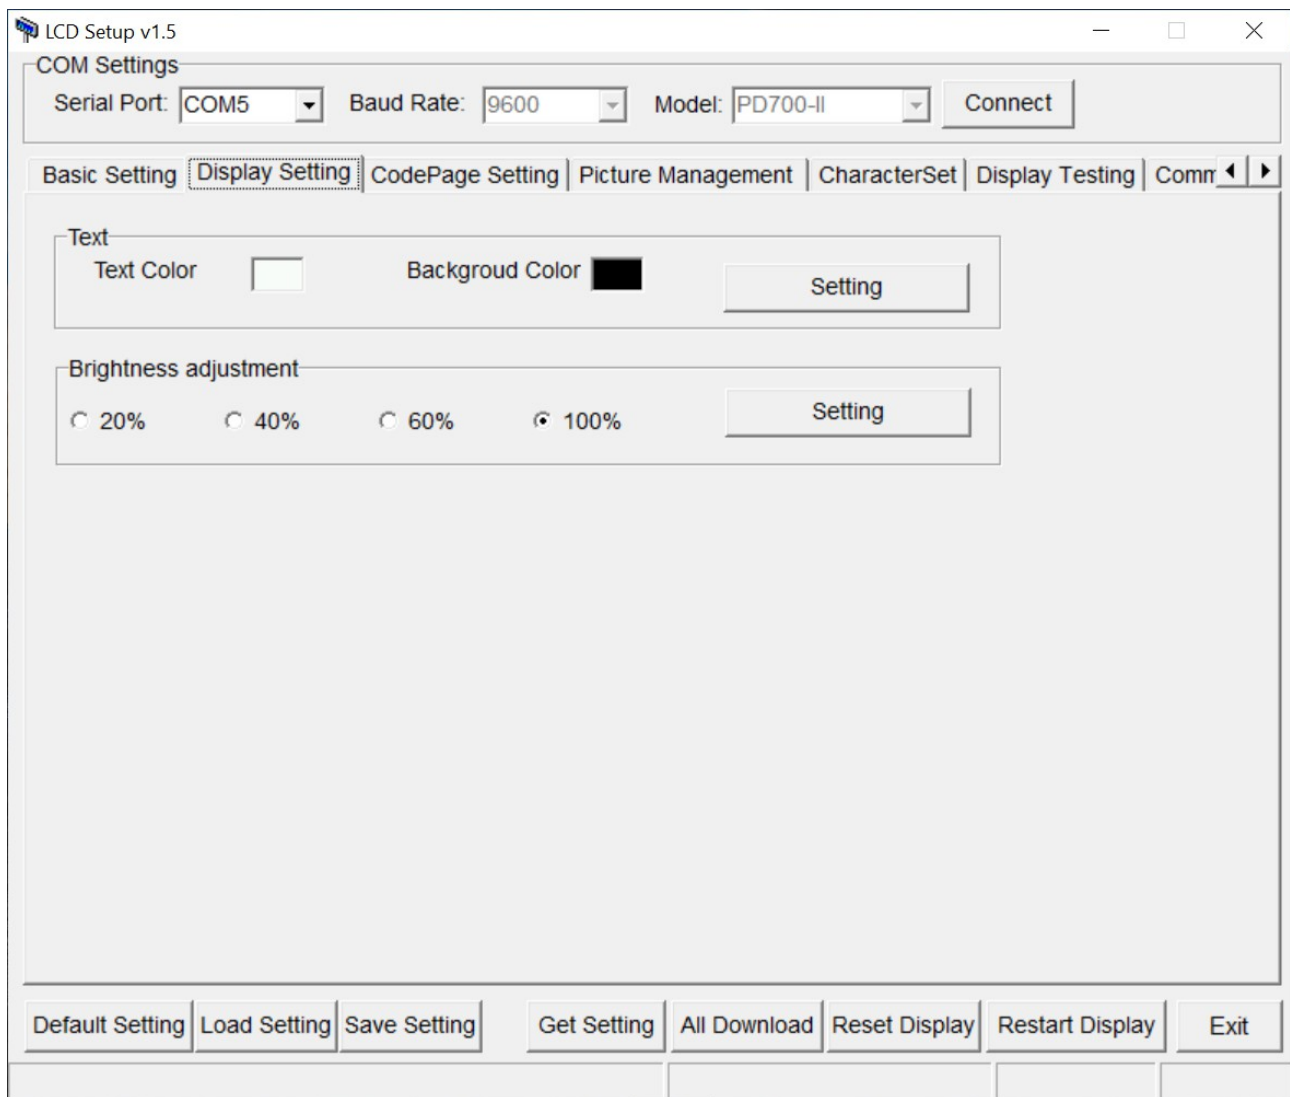 LCD Setup v1.5
COM Settings
Serial Port: COM5 Baud Rate: 9600 Model: PD700-II Connect
Basic Setting Display Setting CodePage Setting Picture Management CharacterSet Display Testing Comm
Text
Text Color Backgroud Color Setting
Brightness adjustment
20% 40% 60% 100% Setting
Default Setting Load Setting Save Setting Get Setting All Download Reset Display Restart Display Exit